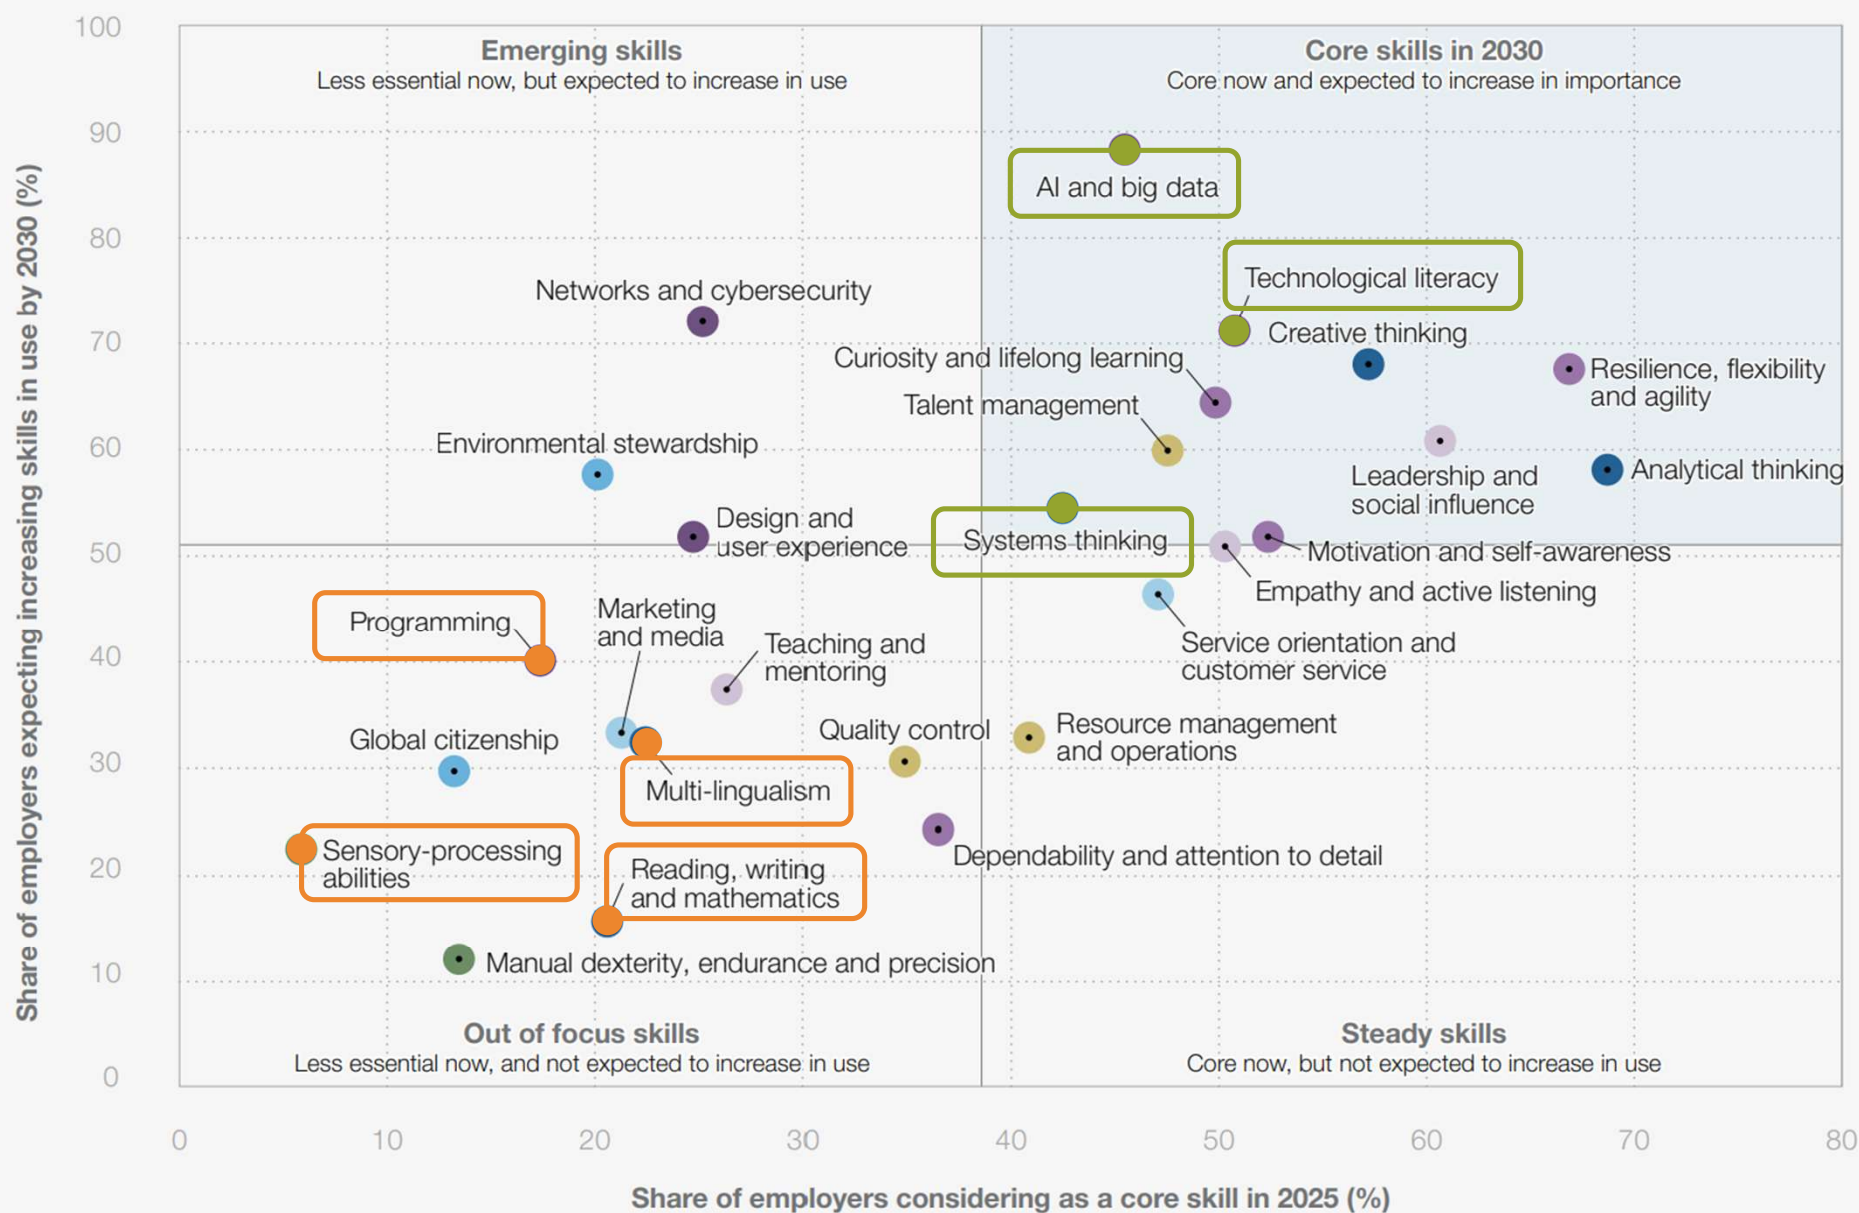 100
90
80
70
60
50
40
30
20
10
0
Share of employers expecting increasing skills in use by 2030 (%)
Emerging skills
Less essential now, but expected to increase in use
Core skills in 2030
Core now and expected to increase in importance
AI and big data
Technological literacy
Networks and cybersecurity
Creative thinking
Curiosity and lifelong learning
Resilience, flexibility
and agility
Talent management
Environmental stewardship
Leadership and
social influence
Analytical thinking
Design and
user experience
Systems thinking
Motivation and self-awareness
Empathy and active listening
Programming
Marketing
and media
Teaching and
mentoring
Service orientation and
customer service
Global citizenship
Quality control
Resource management
and operations
Multi-lingualism
Sensory-processing
abilities
Reading, writing
and mathematics
Dependability and attention to detail
Manual dexterity, endurance and precision
Out of focus skills
Less essential now, and not expected to increase in use
Steady skills
Core now, but not expected to increase in use
0
10
20
30
40
50
60
70
80
Share of employers considering as a core skill in 2025 (%)